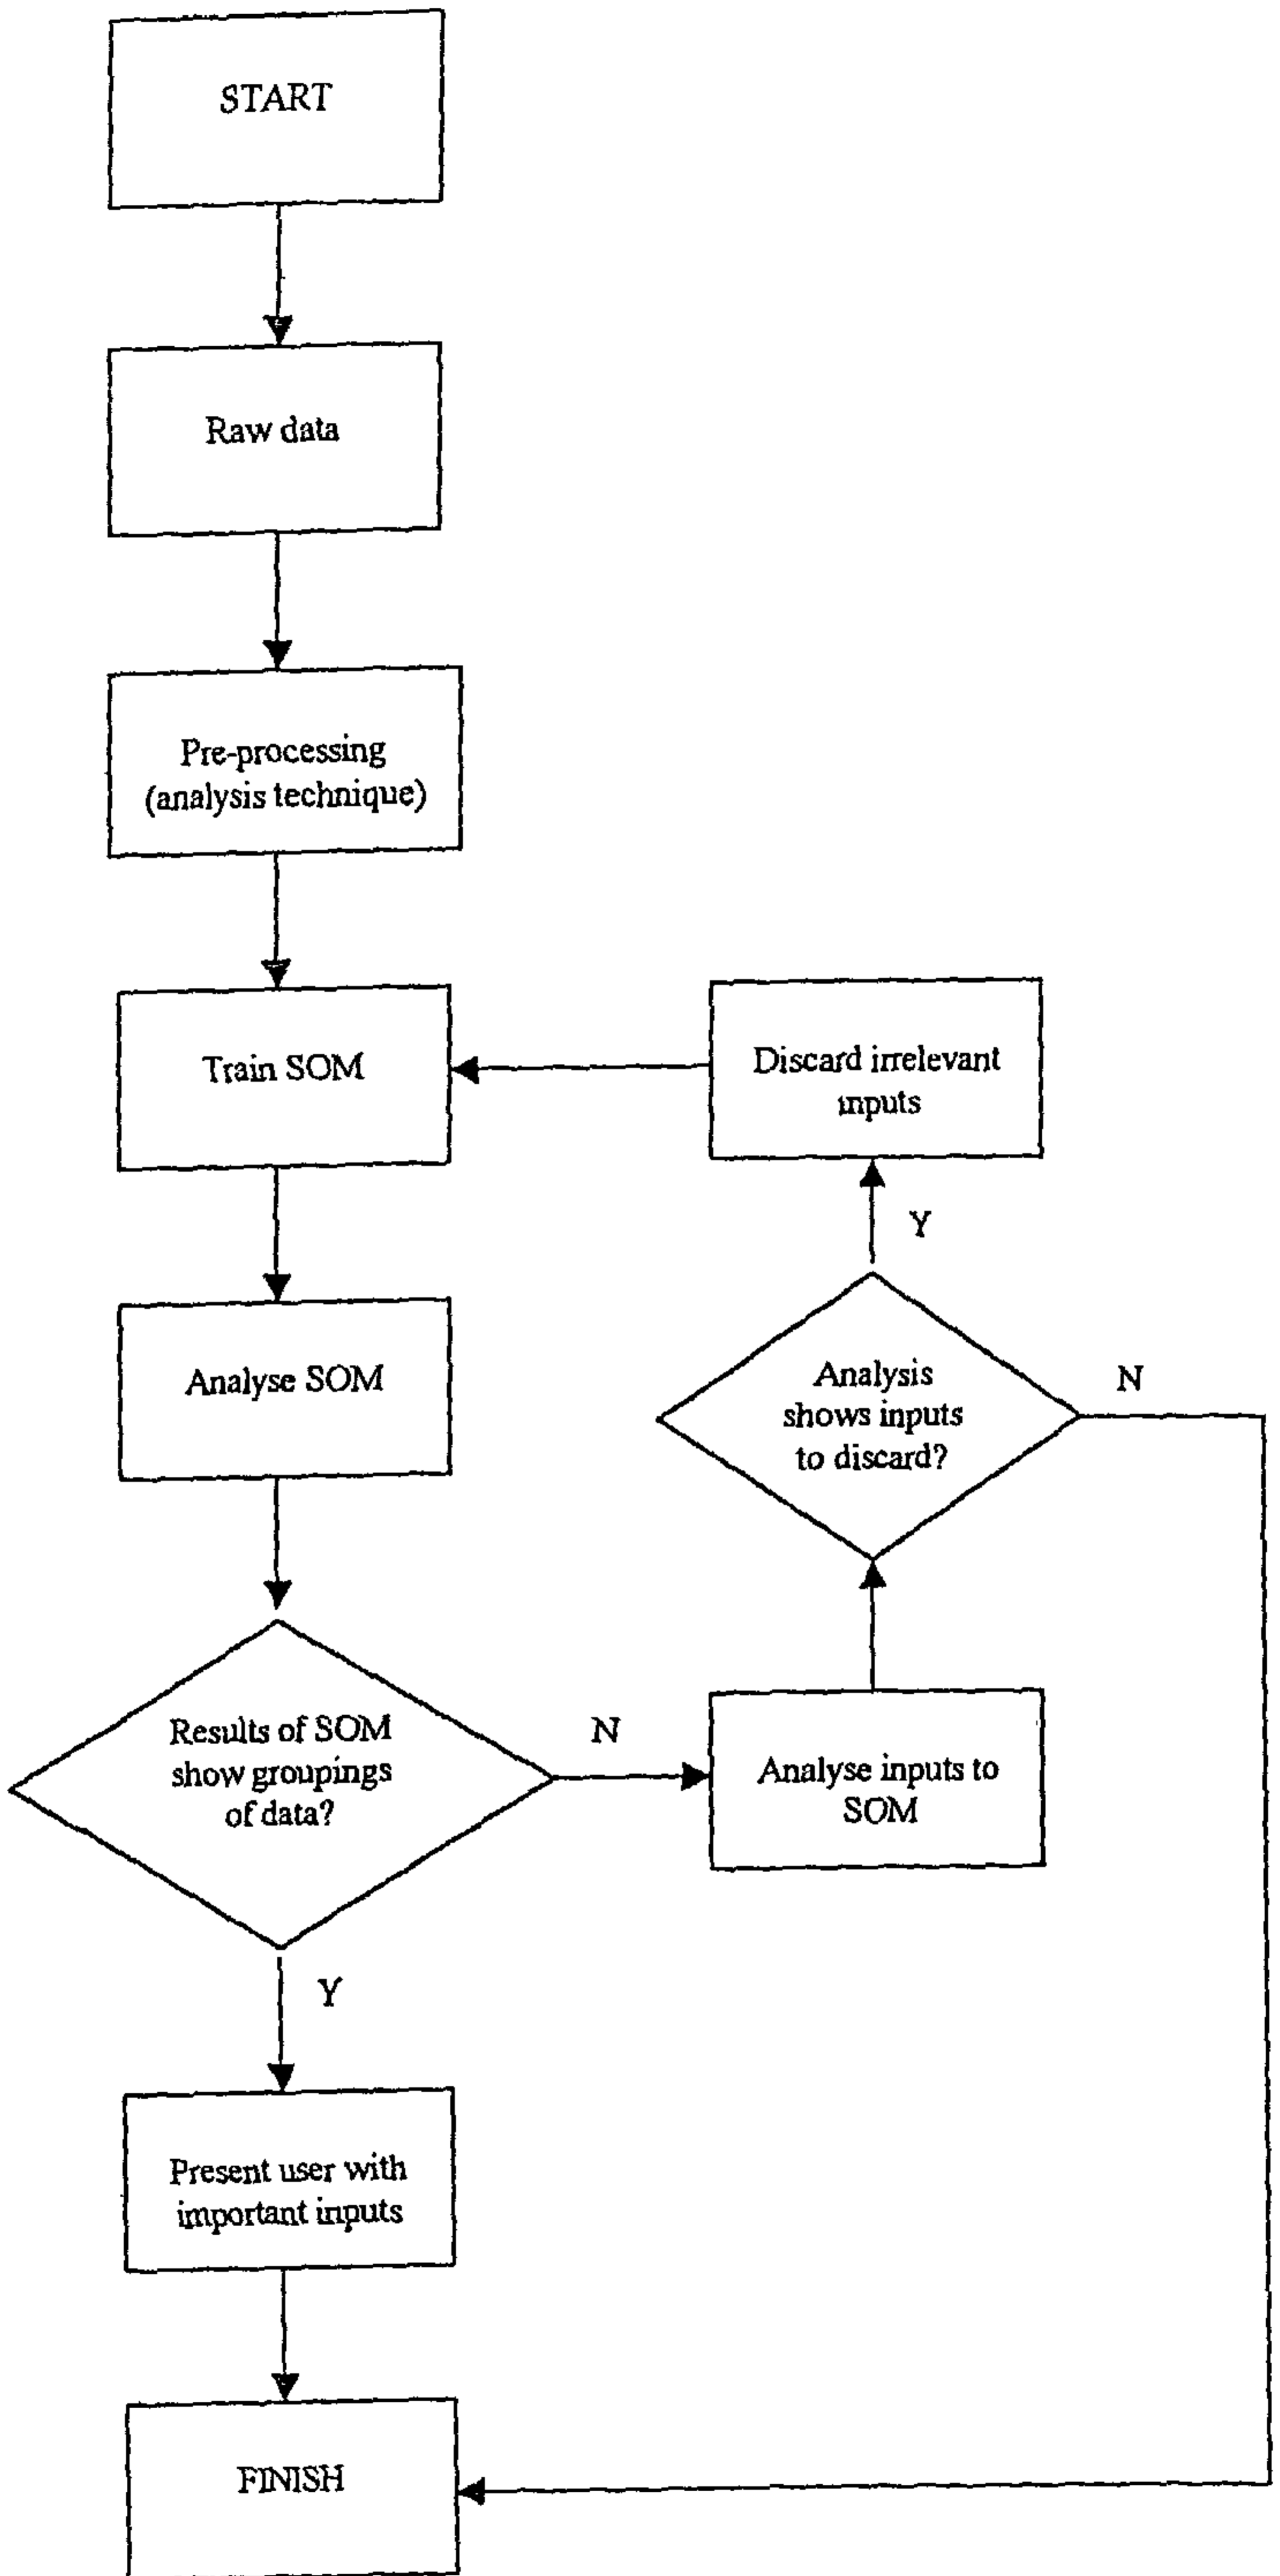 START
Raw data
Pre-processing
(analysis technique)
Train SOM
Discard irrelevant
inputs
Y
Analyse SOM
Analysis
shows inputs
to discard?
N
Results of SOM
show groupings
of data?
N
Analyse inputs to
SOM
Y
Present user with
important inputs
FINISH